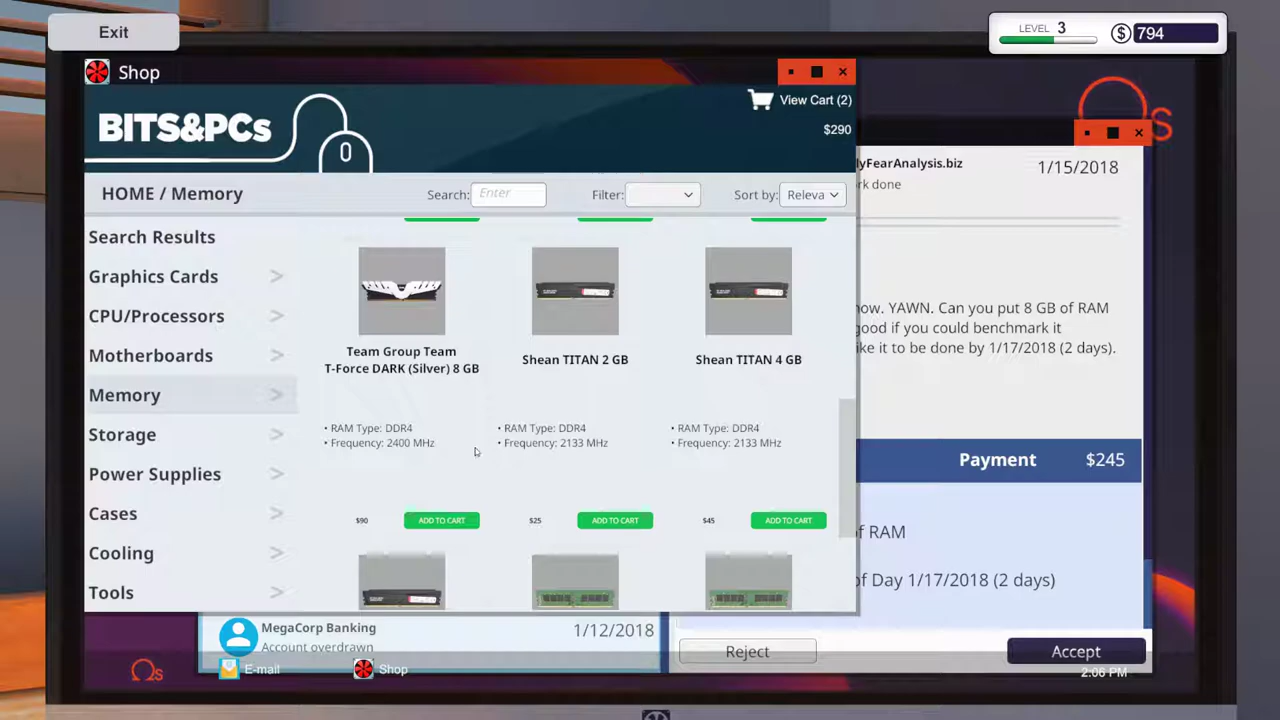 Exit
LEVEL 3
$ 794
Shop
View Cart (2)
BITS&PCs
$290
S
lyFearAnalysis.biz
1/15/2018
rk done
HOME / Memory
Search:
Enter
Filter:
Sort by:
Releva
Search Results
Graphics Cards >
CPU/Processors >
Motherboards >
Memory >
Storage >
Power Supplies >
Cases >
Cooling >
Tools >
Team Group Team
T-Force DARK (Silver) 8 GB
• RAM Type: DDR4
• Frequency: 2400 MHz
$90
ADD TO CART
Shean TITAN 2 GB
• RAM Type: DDR4
• Frequency: 2133 MHz
$25
ADD TO CART
Shean TITAN 4 GB
• RAM Type: DDR4
• Frequency: 2133 MHz
$45
ADD TO CART
now. YAWN. Can you put 8 GB of RAM
good if you could benchmark it
ike it to be done by 1/17/2018 (2 days).
Payment $245
of RAM
of Day 1/17/2018 (2 days)
MegaCorp Banking
1/12/2018
Account overdrawn
Reject
Accept
E-mail
Shop
2:06 PM